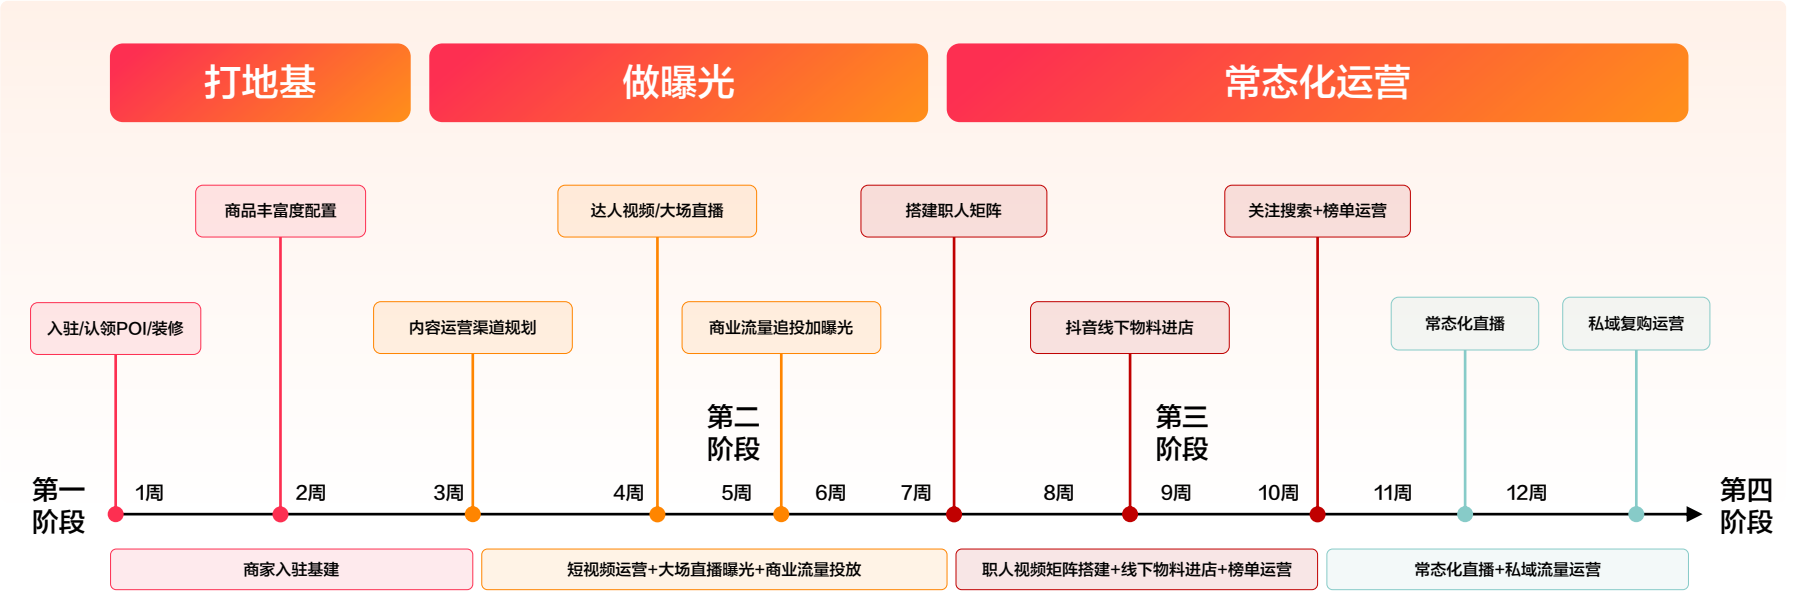 打地基
做曝光
常态化运营
商品丰富度配置
达人视频/大场直播
搭建职人矩阵
关注搜索+榜单运营
入驻/认领POI/装修
内容运营渠道规划
商业流量追投加曝光
抖音线下物料进店
常态化直播
私域复购运营
第一
阶段
第二
阶段
第三
阶段
第四
阶段
1周
2周
3周
4周
5周
6周
7周
8周
9周
10周
11周
12周
商家入驻基建
短视频运营+大场直播曝光+商业流量投放
职人视频矩阵搭建+线下物料进店+榜单运营
常态化直播+私域流量运营